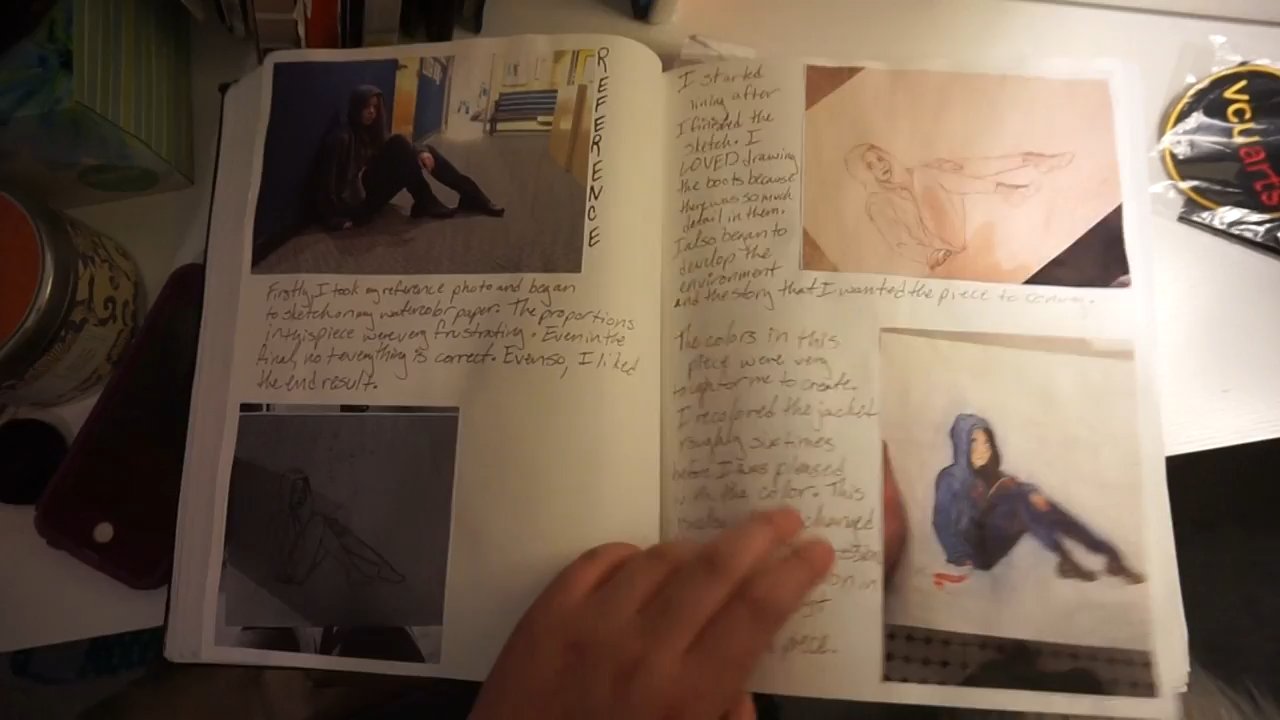 REFERENCE
Firstly, I took my reference photo and began
to sketch on my watercolor paper. The proportions
in this piece were very frustrating. Even in the
final, not everything is correct. Even so, I liked
the end result.
I started
lining after
I finished the
sketch. I
LOVED drawing
the boots because
there was so much
detail in them.
I also began to
develop the
environment
and the story that I wanted the piece to
The colors in this
piece were very
tough for me to create.
I recolored the jacket
roughly six times
before I was pleased
with the color. This
changed
on in
piece.
vcuarts